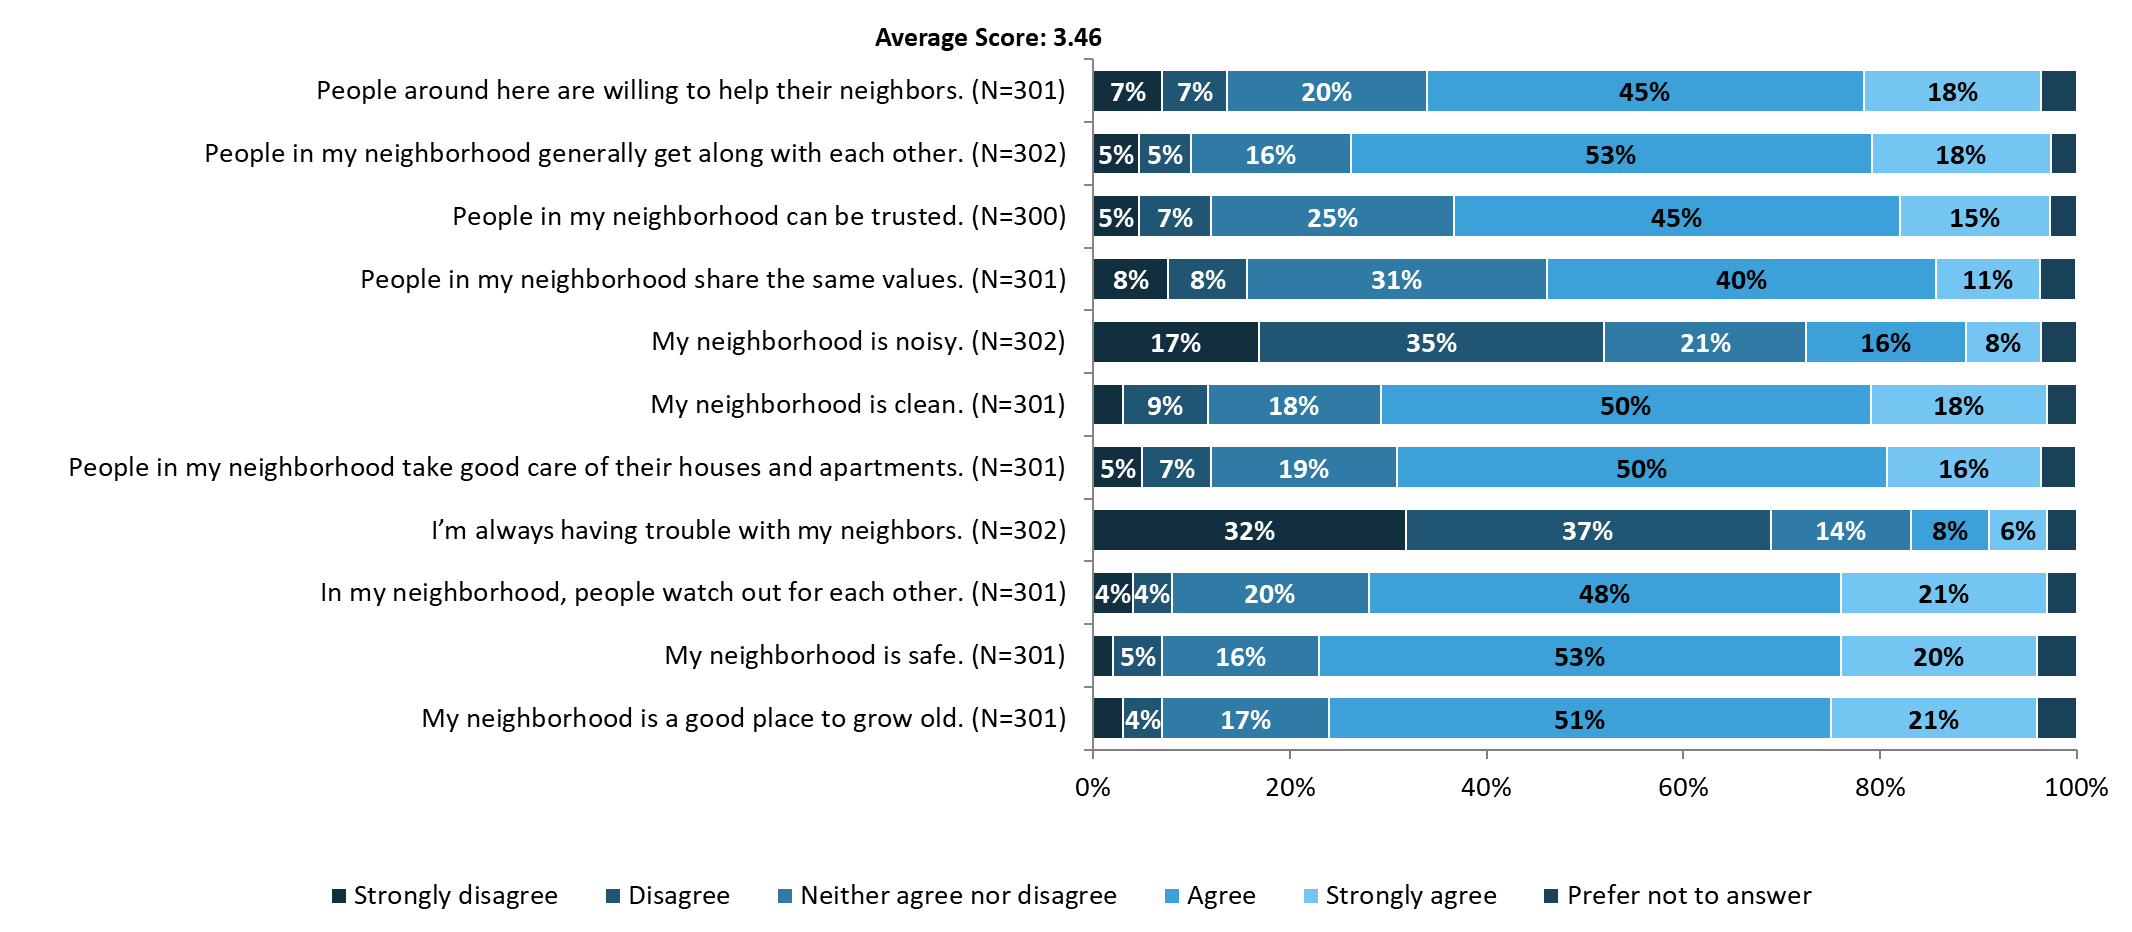 Average Score: 3.46
People around here are willing to help their neighbors. (N=301) 7% 7% 20% 45% 18%
People in my neighborhood generally get along with each other. (N=302) 5% 5% 16% 53% 18%
People in my neighborhood can be trusted. (N=300) 5% 7% 25% 45% 15%
People in my neighborhood share the same values. (N=301) 8% 8% 31% 40% 11%
My neighborhood is noisy. (N=302) 17% 35% 21% 16% 8%
My neighborhood is clean. (N=301) 9% 18% 50% 18%
People in my neighborhood take good care of their houses and apartments. (N=301) 5% 7% 19% 50% 16%
I’m always having trouble with my neighbors. (N=302) 32% 37% 14% 8% 6%
In my neighborhood, people watch out for each other. (N=301) 4% 4% 20% 48% 21%
My neighborhood is safe. (N=301) 5% 16% 53% 20%
My neighborhood is a good place to grow old. (N=301) 4% 17% 51% 21%
0% 20% 40% 60% 80% 100%
Strongly disagree Disagree Neither agree nor disagree Agree Strongly agree Prefer not to answer